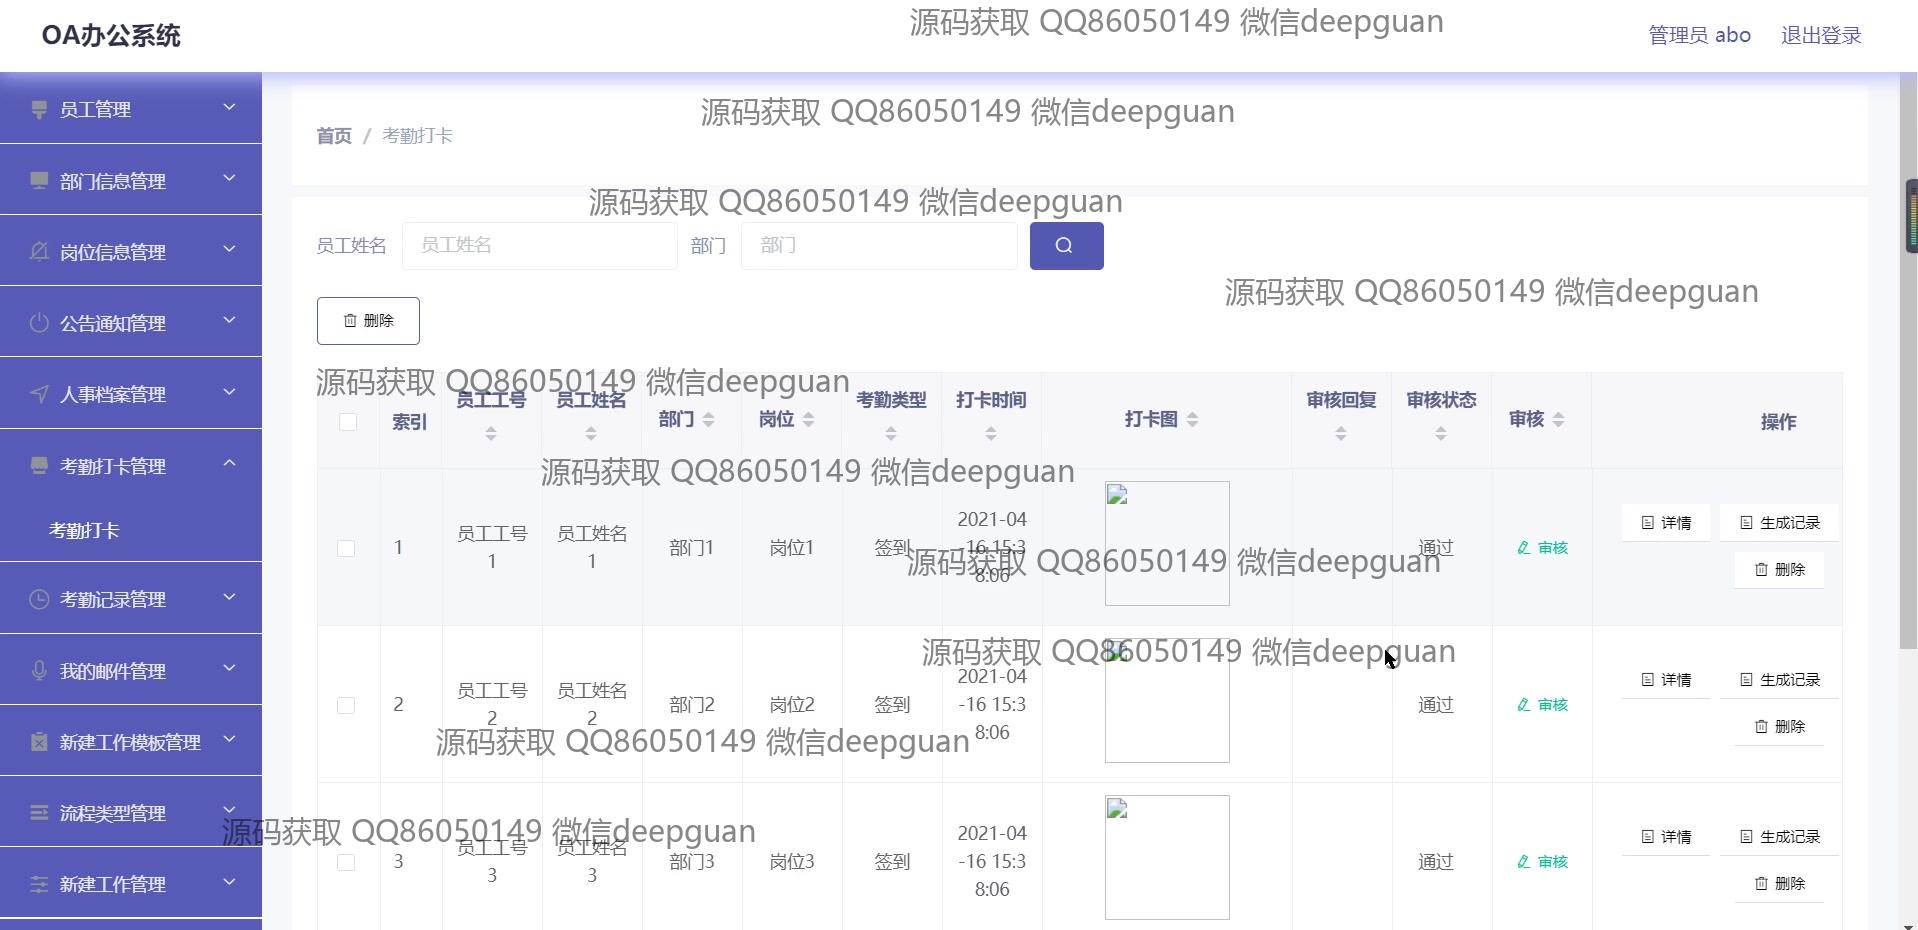 OA办公系统
源码获取 QQ86050149 微信deepguan
管理员 abo
退出登录
员工管理
部门信息管理
岗位信息管理
公告通知管理
人事档案管理
考勤打卡管理
考勤打卡
考勤记录管理
我的邮件管理
新建工作模板管理
流程类型管理
新建工作管理
源码获取 QQ86050149 微信deepguan
首页 / 考勤打卡
源码获取 QQ86050149 微信deepguan
员工姓名 员工姓名 部门 部门
源码获取 QQ86050149 微信deepguan
删除
源码获取 QQ86050149 微信deepguan
索引 员工工号 员工姓名 部门 岗位 考勤类型 打卡时间 打卡图 审核回复 审核状态 审核 操作
源码获取 QQ86050149 微信deepguan
1 员工工号1 员工姓名1 部门1 岗位1 签到 2021-04-16 15:38:06 通过 审核 详情 生成记录 删除
源码获取 QQ86050149 微信deepguan
源码获取 QQ86050149 微信deepguan
2 员工工号2 员工姓名2 部门2 岗位2 签到 2021-04-16 15:38:06 通过 审核 详情 生成记录 删除
源码获取 QQ86050149 微信deepguan
源码获取 QQ86050149 微信deepguan
3 员工工号3 员工姓名3 部门3 岗位3 签到 2021-04-16 15:38:06 通过 审核 详情 生成记录 删除